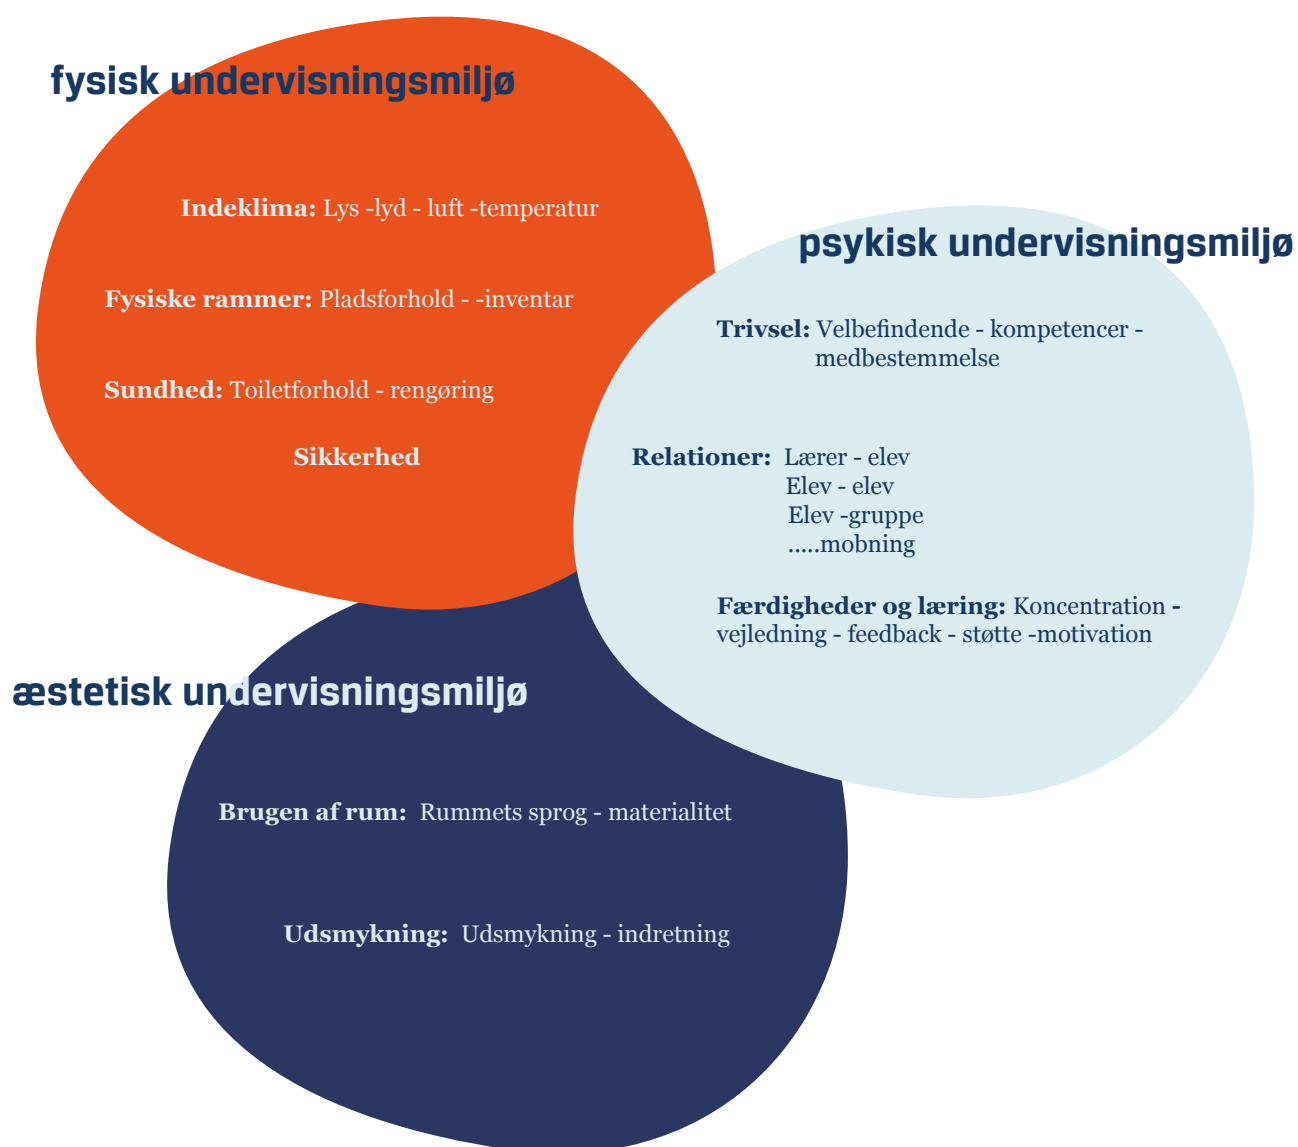 fysisk undervisningsmiljø
Indeklima: Lys -lyd - luft -temperatur
Fysiske rammer: Pladsforhold - -inventar
Sundhed: Toiletforhold - rengøring
Sikkerhed
psykisk undervisningsmiljø
Trivsel: Velbefindende - kompetencer -
medbestemmelse
Relationer: Lærer - elev
Elev - elev
Elev -gruppe
.....mobning
Færdigheder og læring: Koncentration -
vejledning - feedback - støtte -motivation
æstetisk undervisningsmiljø
Brugen af rum: Rummets sprog - materialitet
Udsmykning: Udsmykning - indretning